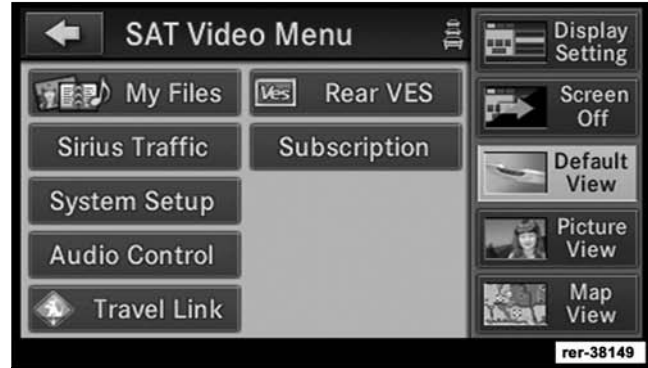 SAT Video Menu
My Files
Ves Rear VES
Sirius Traffic
Subscription
System Setup
Audio Control
Travel Link
Display
Setting
Screen
Off
Default
View
Picture
View
Map
View
rer-38149